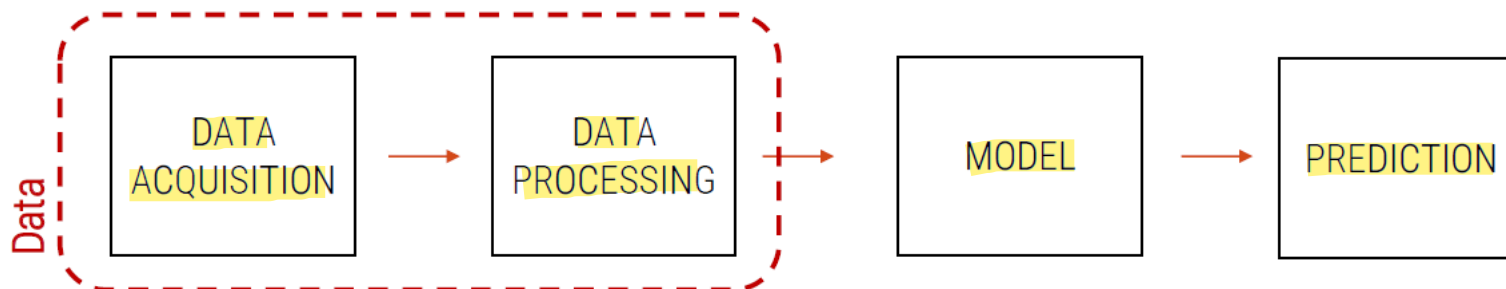 Data
DATA
ACQUISITION
DATA
PROCESSING
MODEL
PREDICTION